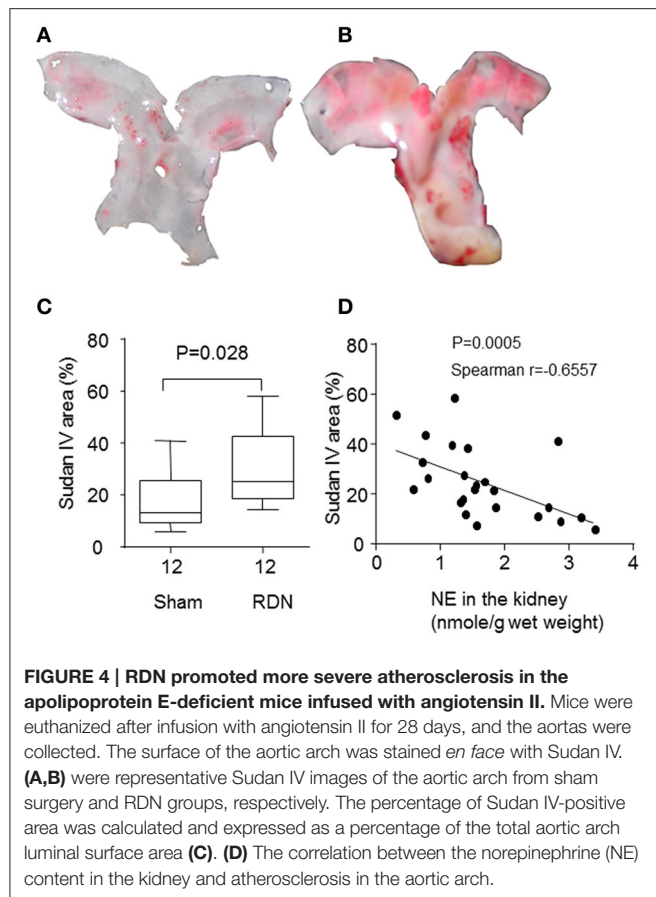 A
B
C
D
80
60
40
20
0
Sudan IV area (%)
P=0.028
12
12
Sham
RDN
P=0.0005
Spearman r=-0.6557
80
60
40
20
0
Sudan IV area (%)
0
1
2
3
4
NE in the kidney
(nmole/g wet weight)
FIGURE 4 | RDN promoted more severe atherosclerosis in the
apolipoprotein E-deficient mice infused with angiotensin II. Mice were
euthanized after infusion with angiotensin II for 28 days, and the aortas were
collected. The surface of the aortic arch was stained en face with Sudan IV.
(A,B) were representative Sudan IV images of the aortic arch from sham
surgery and RDN groups, respectively. The percentage of Sudan IV-positive
area was calculated and expressed as a percentage of the total aortic arch
luminal surface area (C). (D) The correlation between the norepinephrine (NE)
content in the kidney and atherosclerosis in the aortic arch.